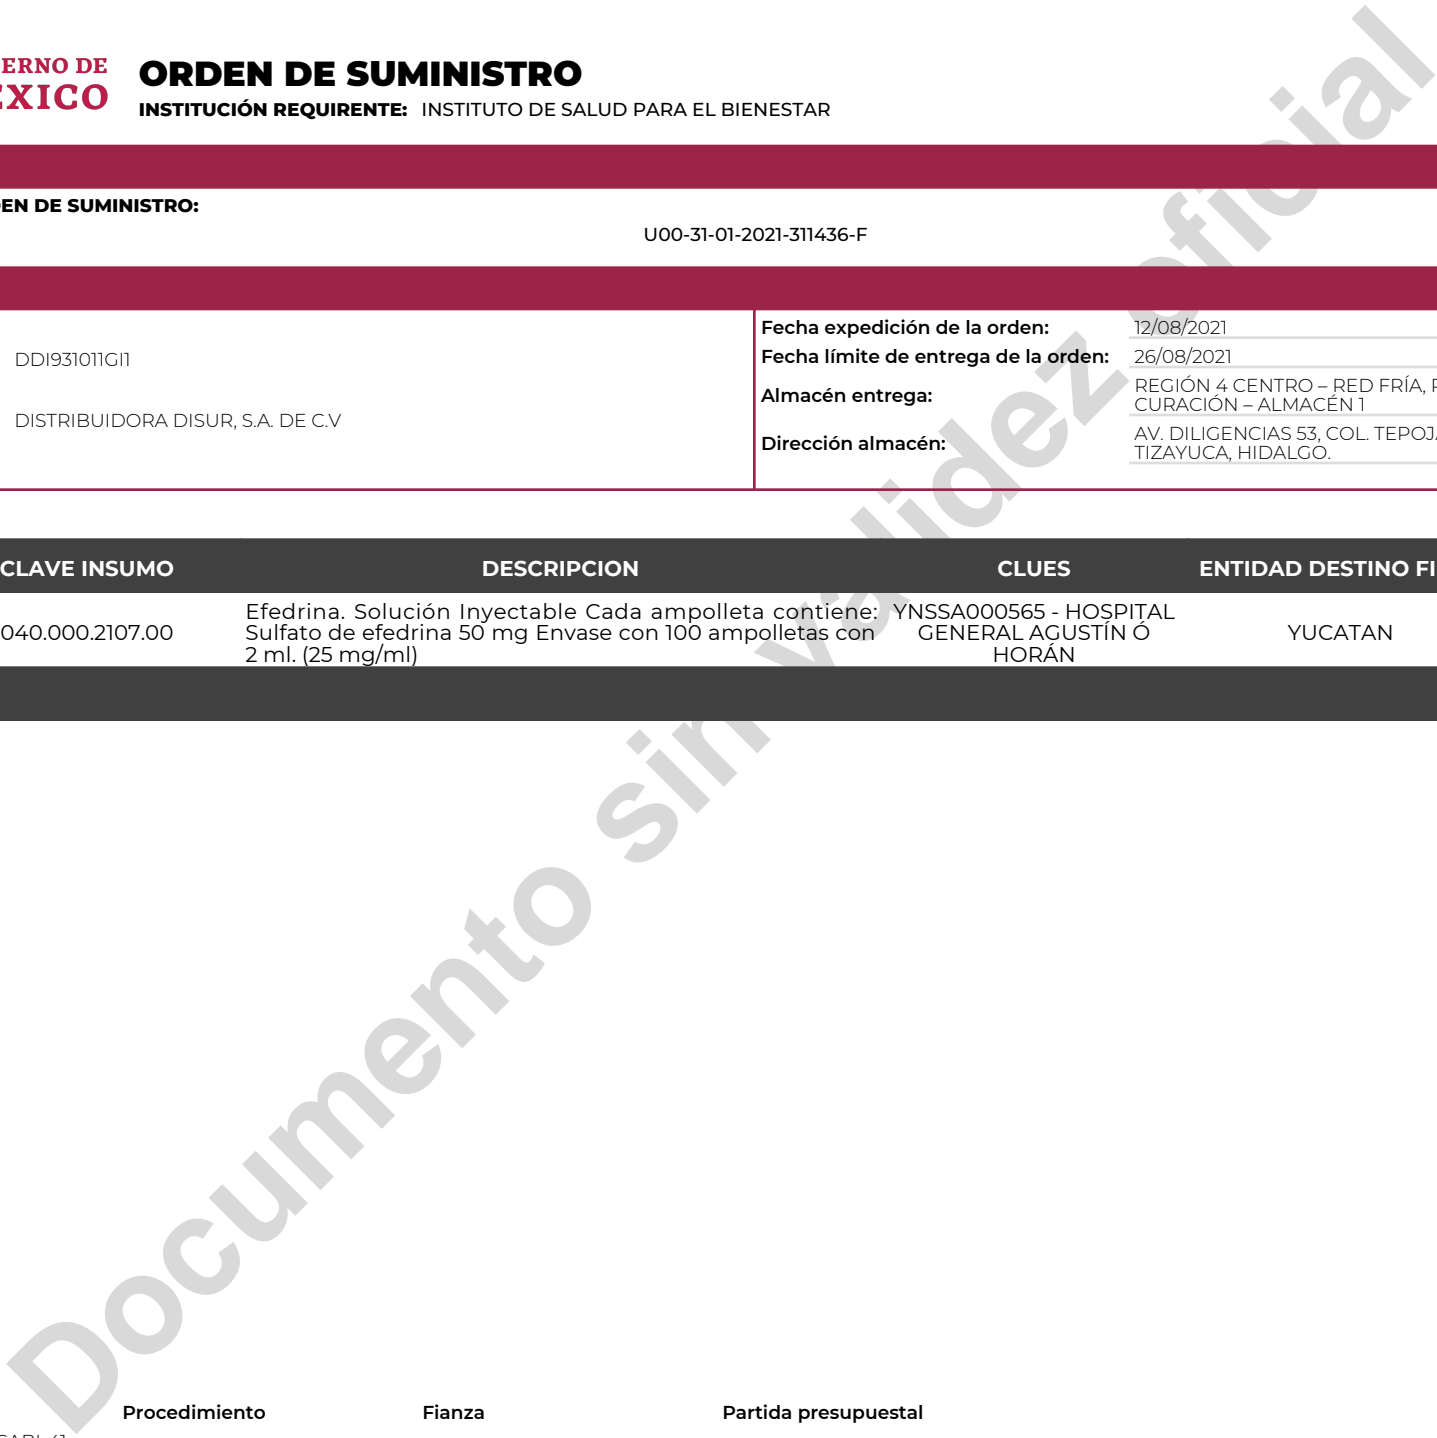 ERNO DE
EXICO
ORDEN DE SUMINISTRO
INSTITUCIÓN REQUIRENTE: INSTITUTO DE SALUD PARA EL BIENESTAR
EN DE SUMINISTRO:
U00-31-01-2021-311436-F
DDI931011GI1
DISTRIBUIDORA DISUR, S.A. DE C.V
Fecha expedición de la orden: 12/08/2021
Fecha límite de entrega de la orden: 26/08/2021
Almacén entrega: REGIÓN 4 CENTRO – RED FRÍA,
CURACIÓN – ALMACÉN 1
Dirección almacén: AV. DILIGENCIAS 53, COL. TEPOJA
TIZAYUCA, HIDALGO.
CLAVE INSUMO DESCRIPCION CLUES ENTIDAD DESTINO FI
040.000.2107.00
Efedrina. Solución Inyectable Cada ampolleta contiene:
Sulfato de efedrina 50 mg Envase con 100 ampolletas con
2 ml. (25 mg/ml)
YNSSA000565 - HOSPITAL
GENERAL AGUSTÍN Ó
HORÁN
YUCATAN
Documento sin validez oficial
Procedimiento Fianza Partida presupuestal